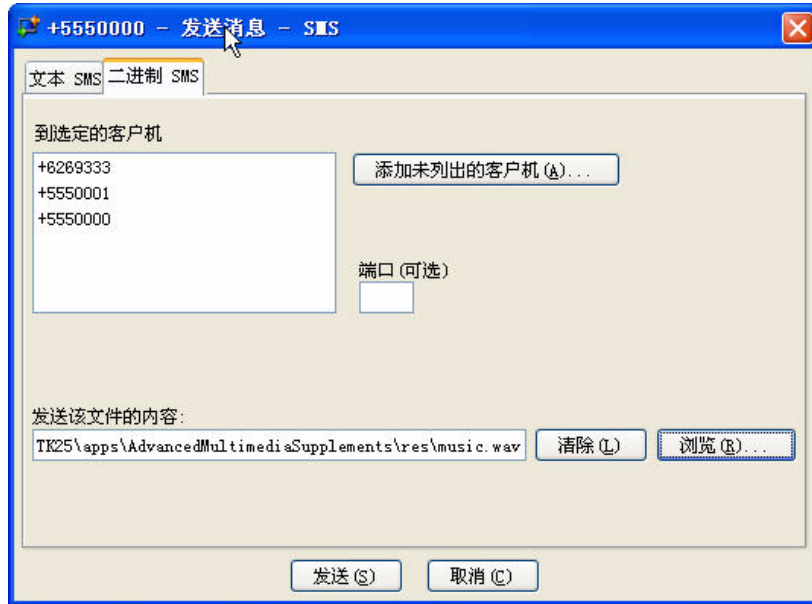 +5550000 - 发送消息 - SMS
文本 SMS 二进制 SMS
到选定的客户机
+6269333
+5550001
+5550000
添加未列出的客户机(A)...
端口(可选)
发送该文件的内容:
TK25\apps\AdvancedMultimediaSupplements\res\music.wav
清除(L)
浏览(R)...
发送(S)
取消(C)